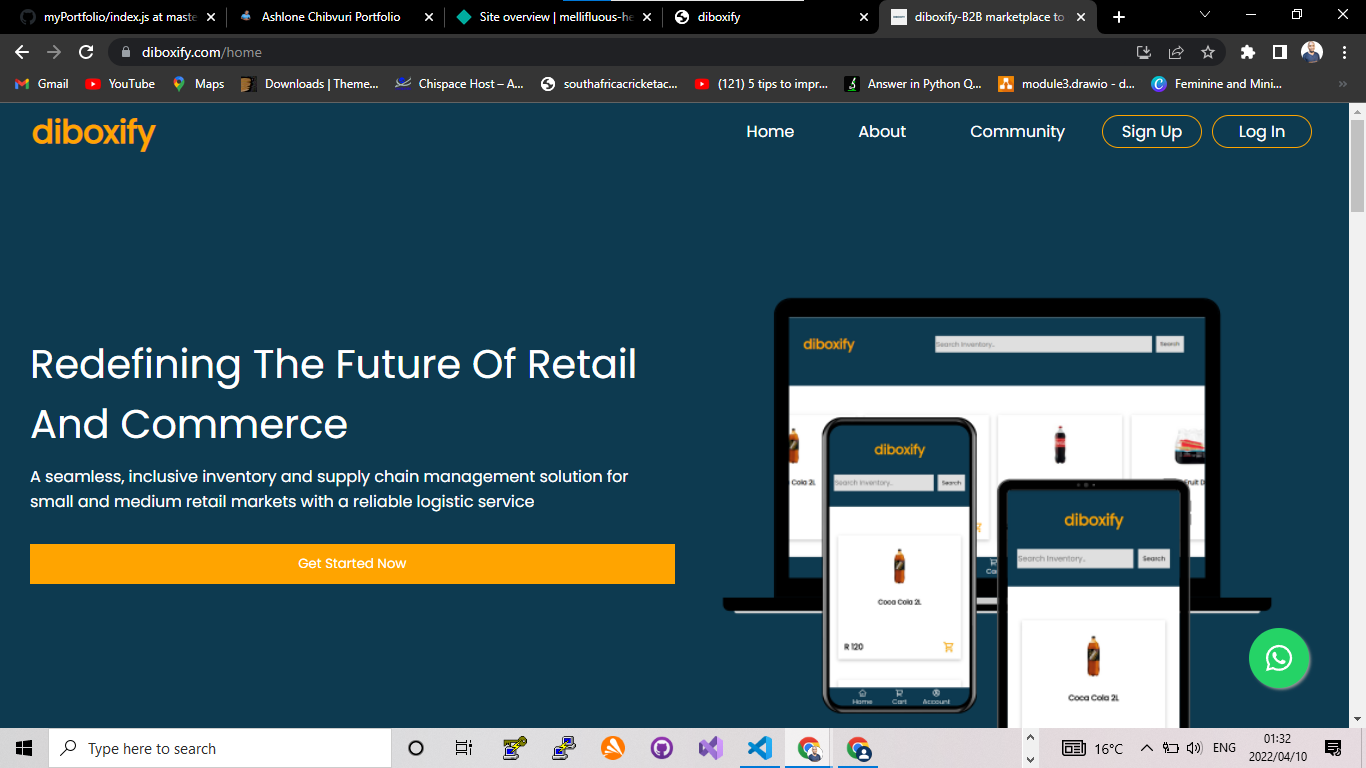 myPortfolio/index.js at maste
Ashlone Chibvuri Portfolio
Site overview | mellifluous-he
diboxify
diboxify-B2B marketplace to
diboxify.com/home
Gmail
YouTube
Maps
Downloads | Theme...
Chispace Host – A...
southafricacricketac...
(121) 5 tips to impr...
Answer in Python Q...
module3.drawio - d...
Feminine and Mini...
diboxify
Home
About
Community
Sign Up
Log In
Redefining The Future Of Retail
And Commerce
A seamless, inclusive inventory and supply chain management solution for
small and medium retail markets with a reliable logistic service
Get Started Now
diboxify
Search Inventory..
Search
Cola 2L
Fruit D
diboxify
Search Inventory..
Search
Coca Cola 2L
R 120
Home
Cart
Account
diboxify
Search Inventory..
Search
Coca Cola 2L
Type here to search
16°C
ENG
01:32
2022/04/10